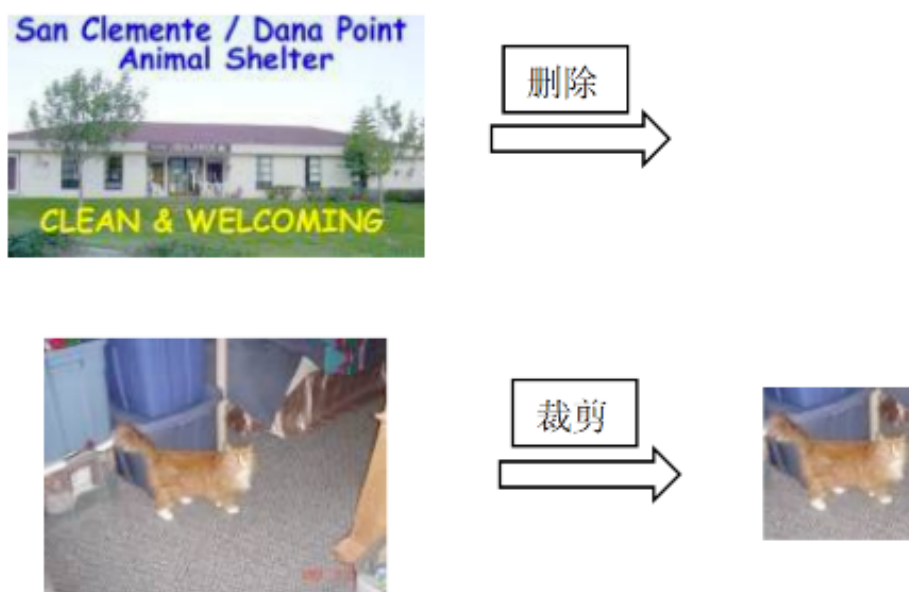 San Clemente / Dana Point
Animal Shelter
CLEAN & WELCOMING
删除
裁剪